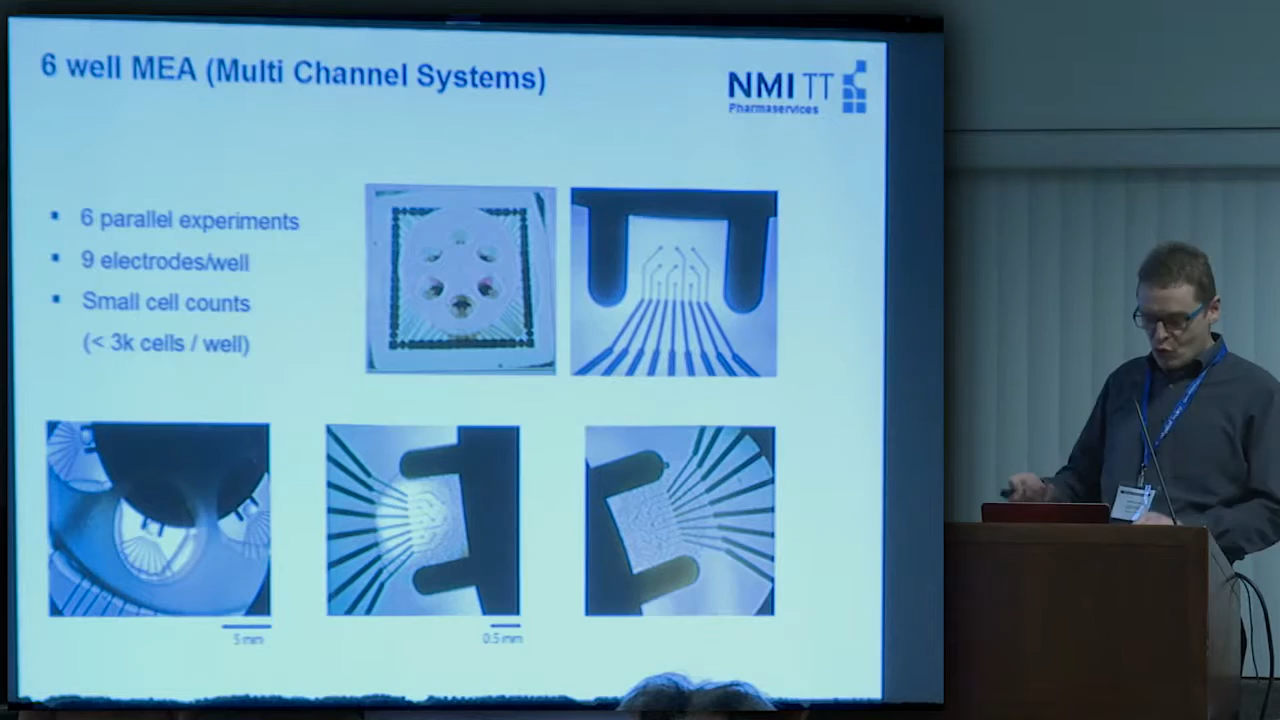 6 well MEA (Multi Channel Systems)
NMI TT
Pharmaservices
6 parallel experiments
9 electrodes/well
Small cell counts
(< 3k cells / well)
5 mm
0.5 mm